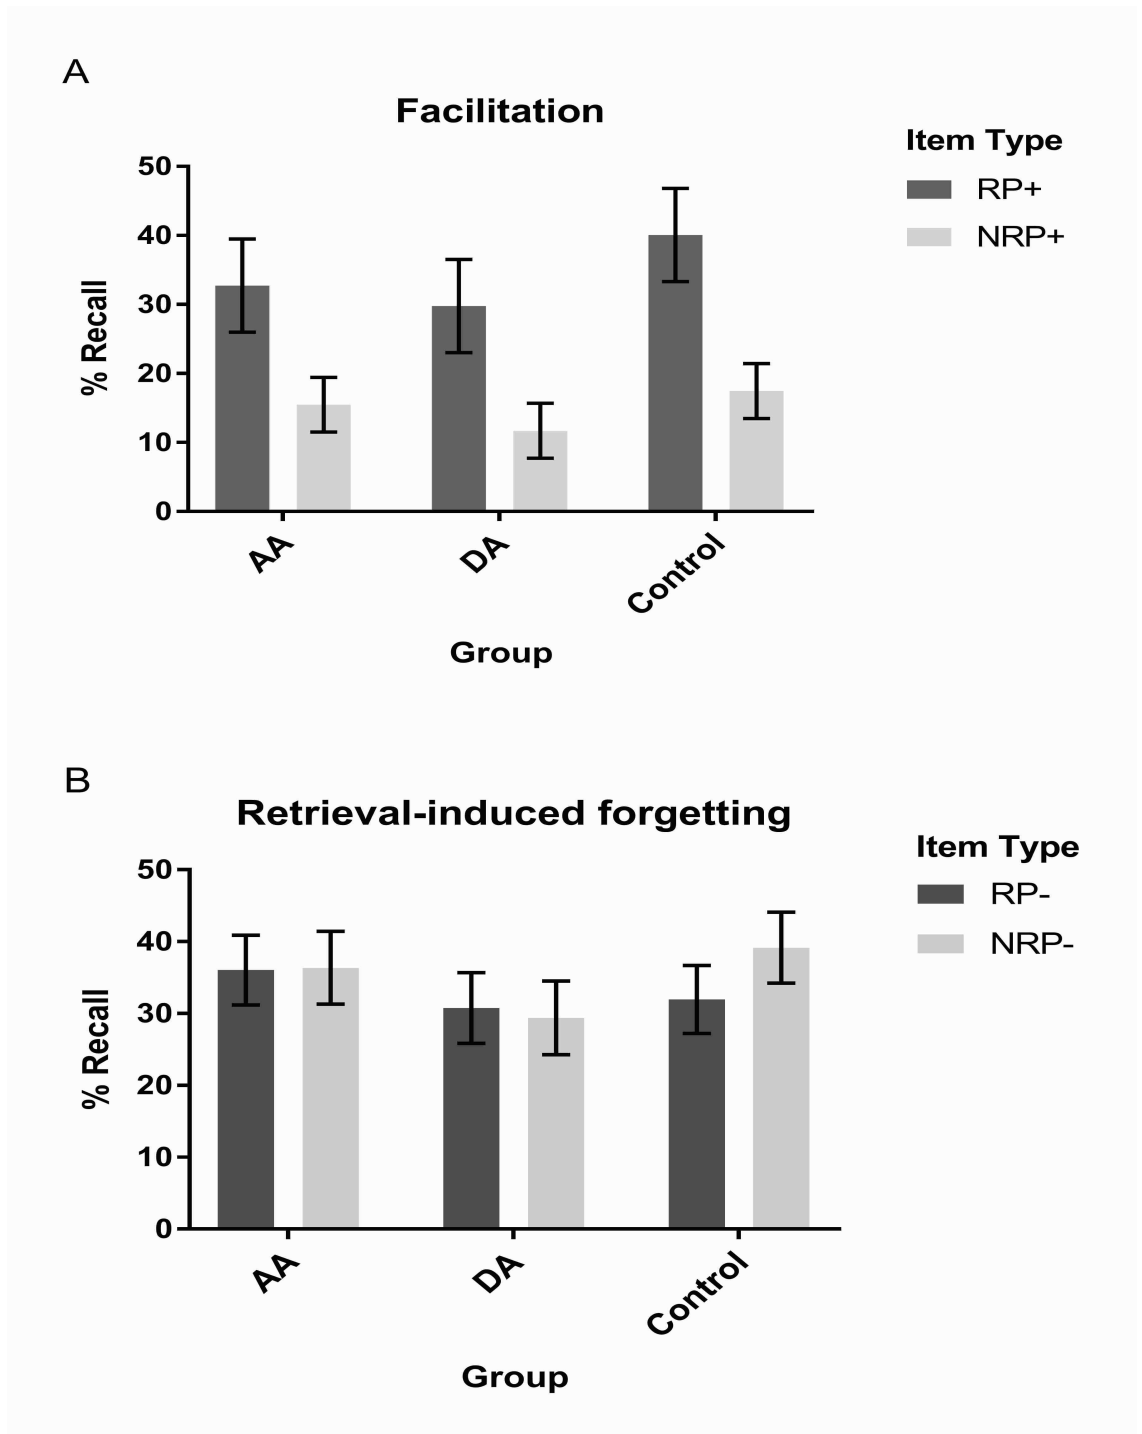 A
Facilitation
Item Type
RP+
NRP+
50
40
30
20
10
0
% Recall
AA
DA
Control
Group
B
Retrieval-induced forgetting
Item Type
RP-
NRP-
50
40
30
20
10
0
% Recall
AA
DA
Control
Group